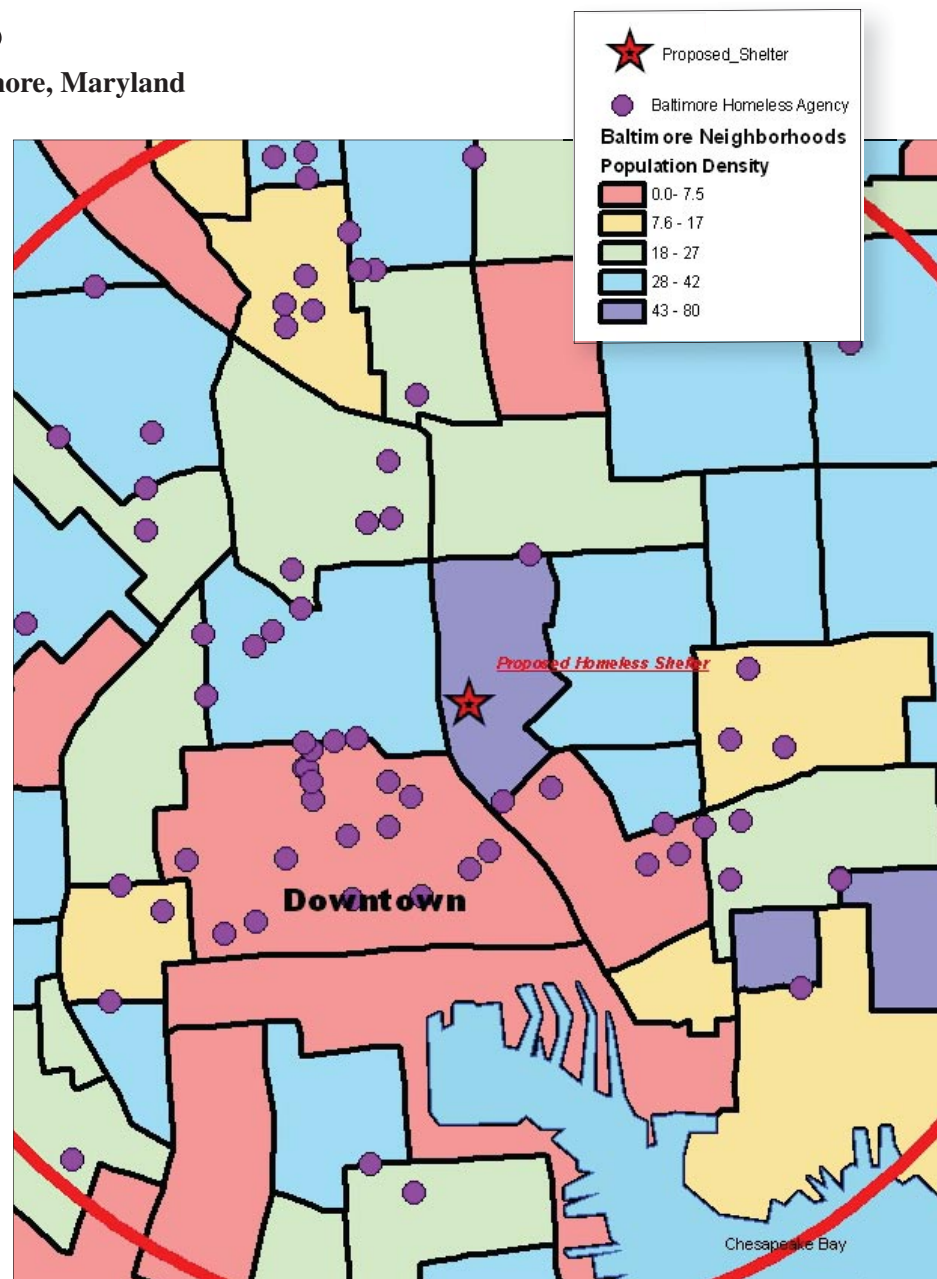 Proposed_Shelter
more, Maryland
Baltimore Homeless Agency
Baltimore Neighborhoods
Population Density
0.0- 7.5
7.6 - 17
18 - 27
28 - 42
43 - 80
Proposed Homeless Shelter
Downtown
Chesapeake Bay